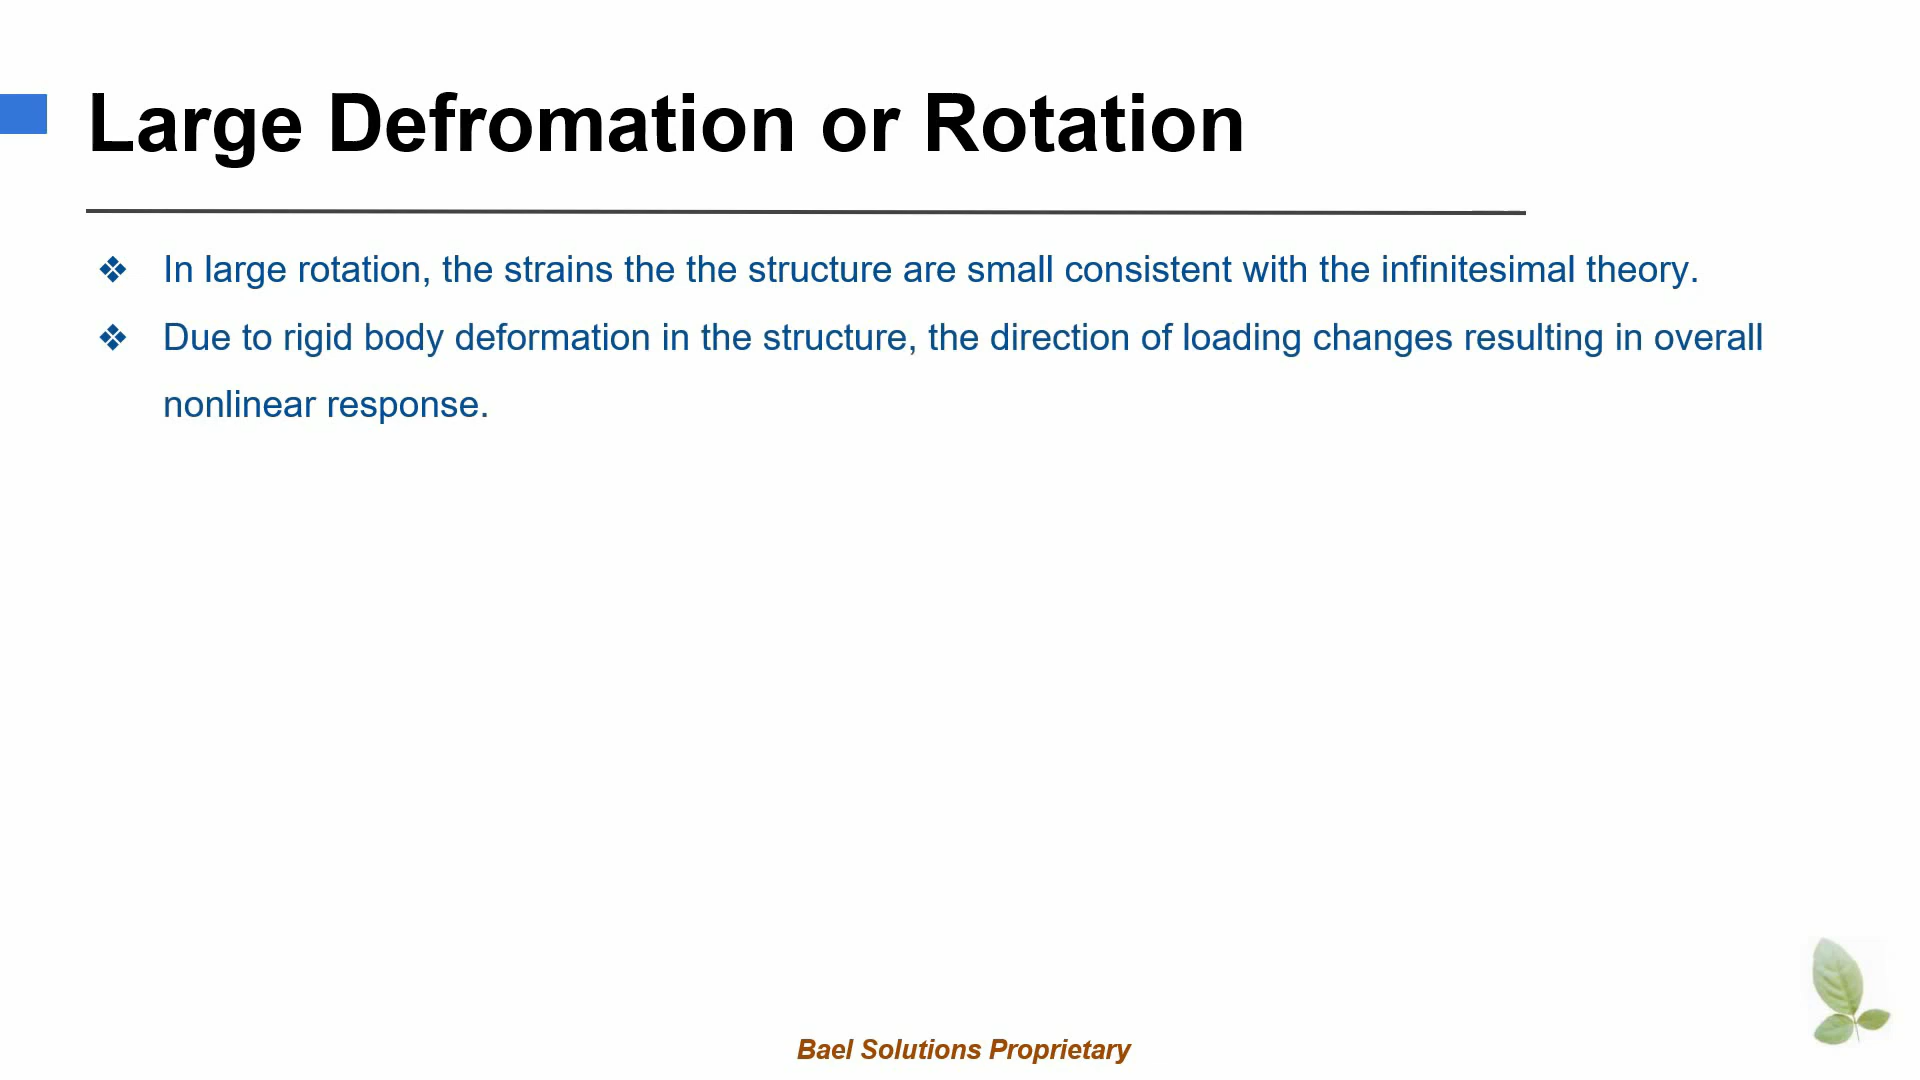 Large Defromation or Rotation
❖ In large rotation, the strains the the structure are small consistent with the infinitesimal theory.
❖ Due to rigid body deformation in the structure, the direction of loading changes resulting in overall
nonlinear response.
Bael Solutions Proprietary